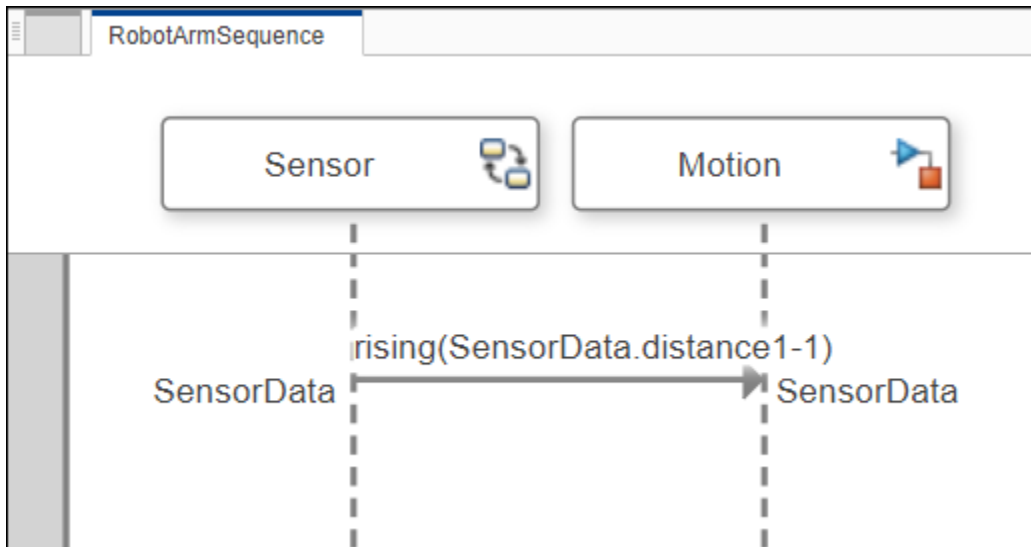 RobotArmSequence
Sensor
Motion
rising(SensorData.distance1-1)
SensorData
SensorData